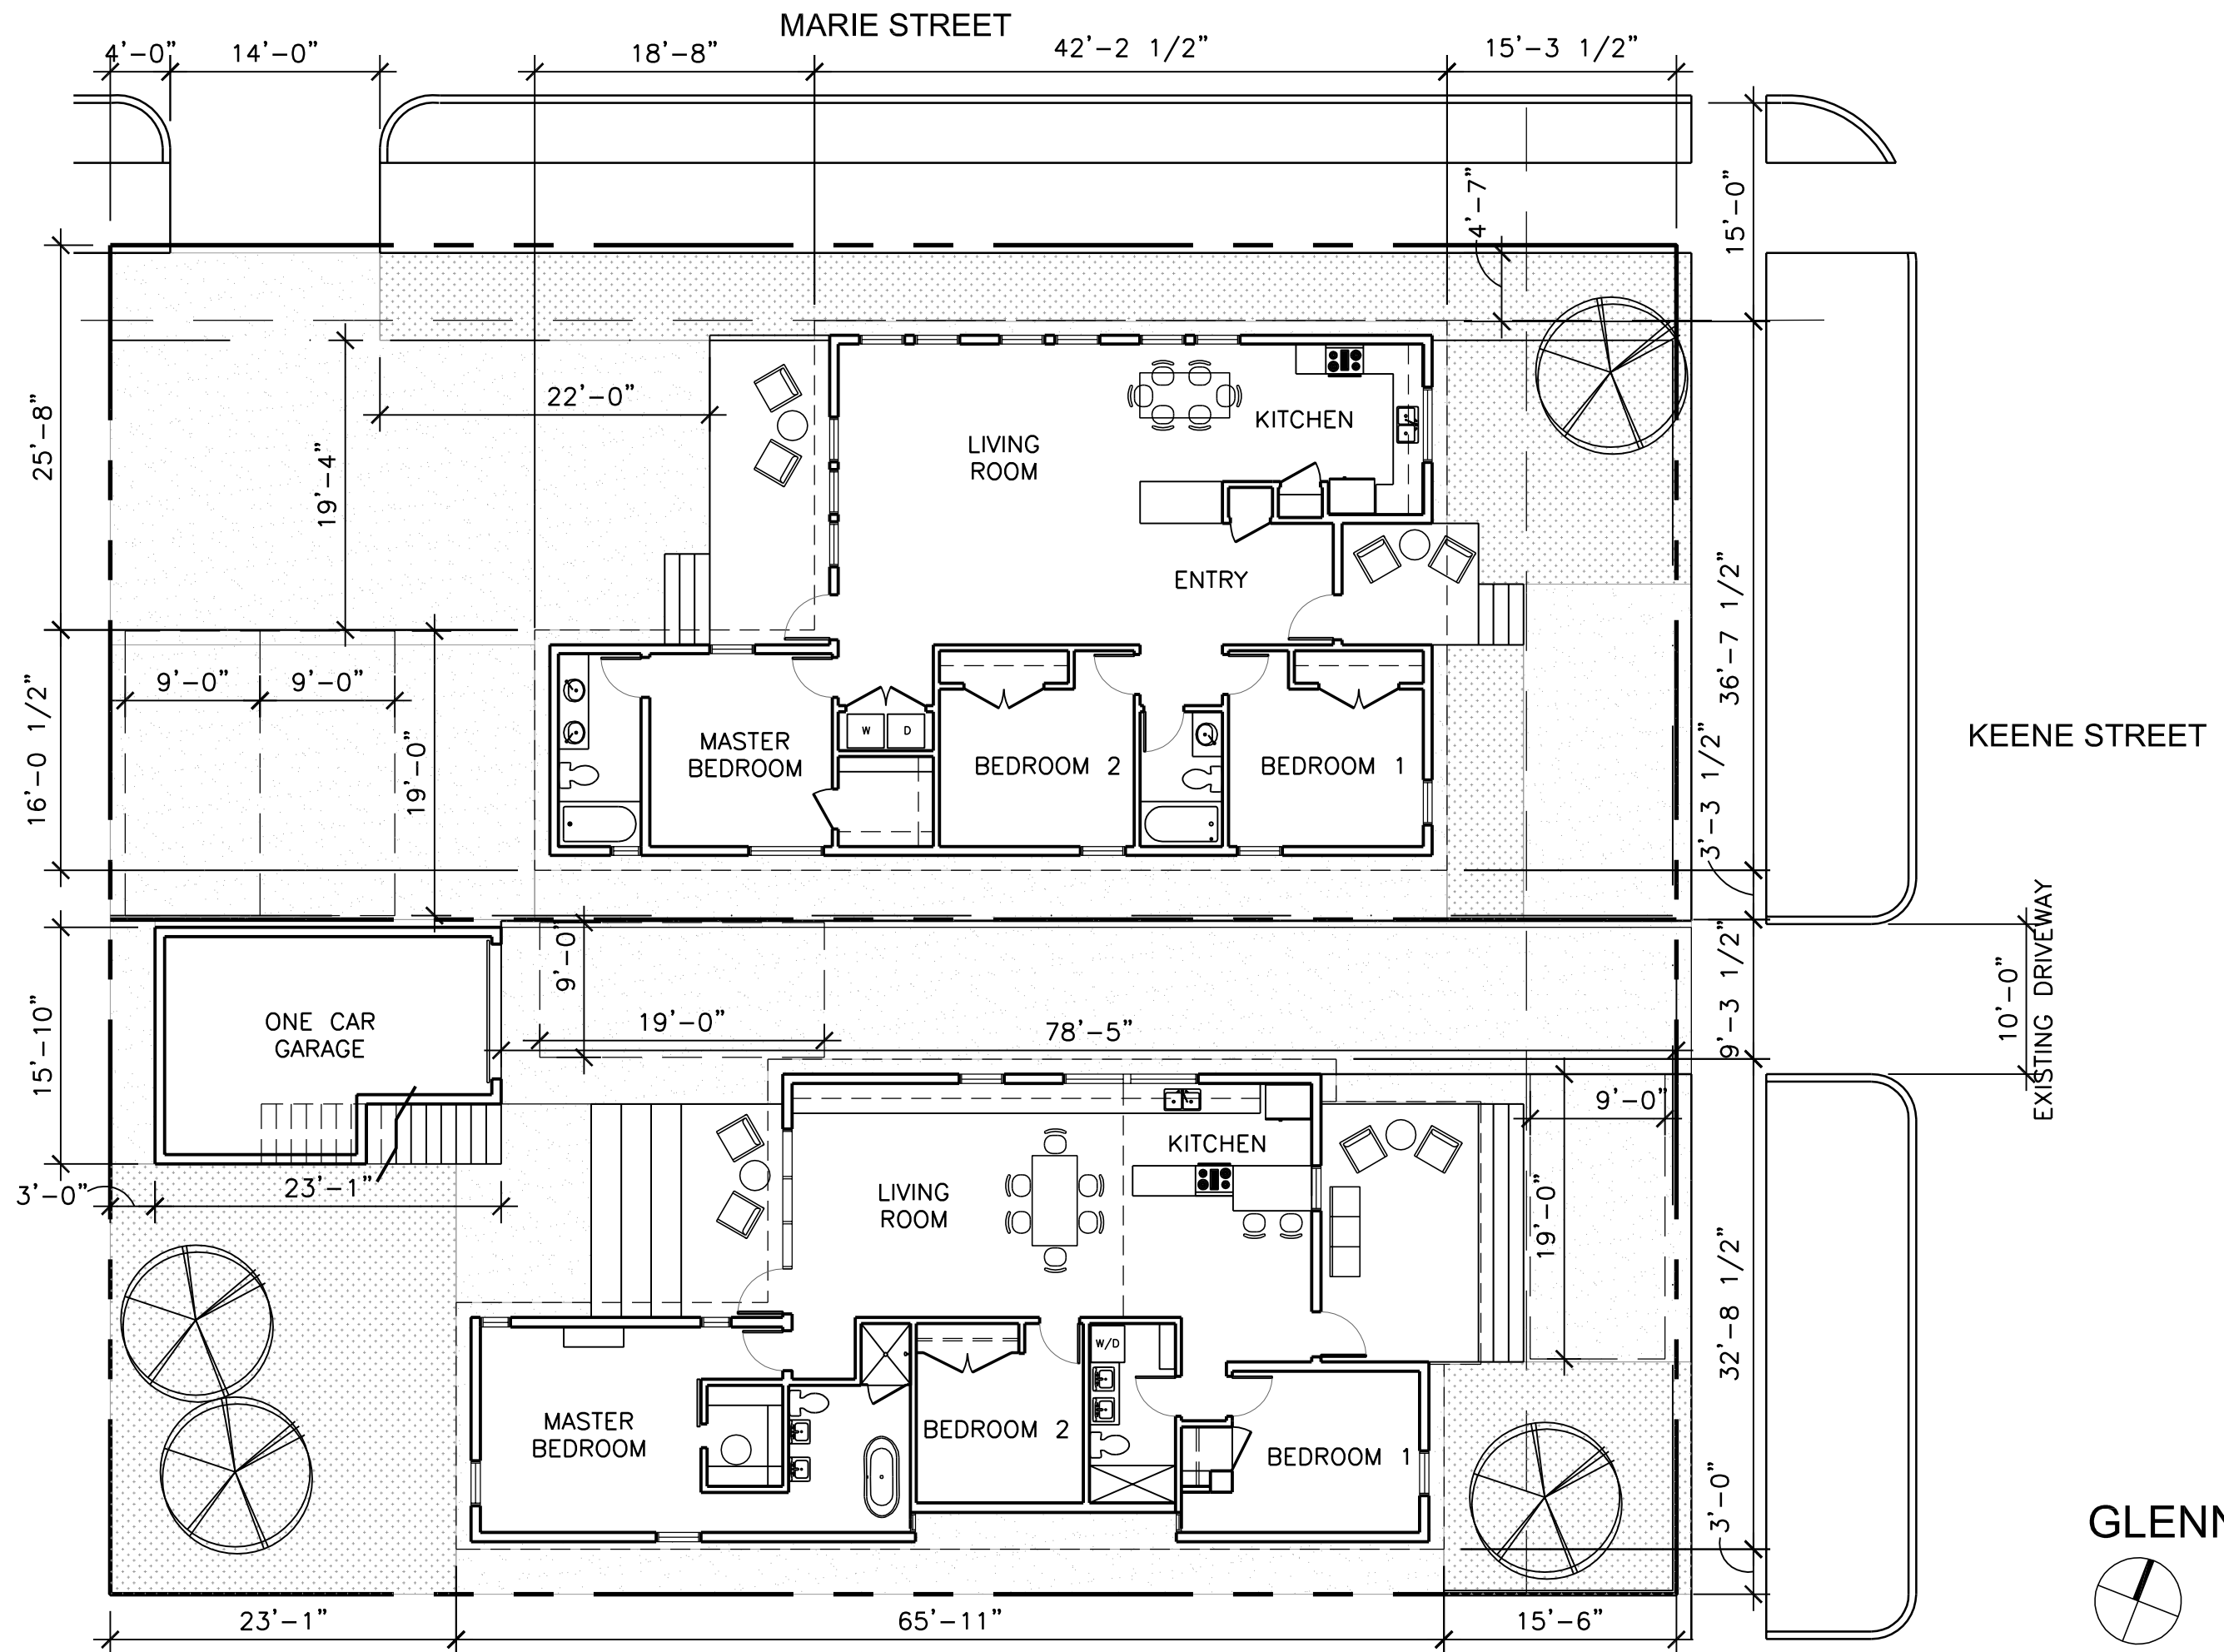 MARIE STREET
4'-0"
14'-0"
18'-8"
42'-2 1/2"
15'-3 1/2"
4'-7"
15'-0"
25'-8"
22'-0"
19'-4"
LIVING
ROOM
KITCHEN
ENTRY
36'-7 1/2"
9'-0"
9'-0"
16'-0 1/2"
19'-0"
MASTER
BEDROOM
W
D
BEDROOM 2
BEDROOM 1
3'-3 1/2"
KEENE STREET
15'-10"
ONE CAR
GARAGE
9'-0"
19'-0"
78'-5"
9'-3 1/2"
10'-0"
EXISTING DRIVEWAY
3'-0"
23'-1"
LIVING
ROOM
KITCHEN
9'-0"
19'-0"
32'-8 1/2"
W/D
MASTER
BEDROOM
BEDROOM 2
BEDROOM 1
3'-0"
GLENN
23'-1"
65'-11"
15'-6"